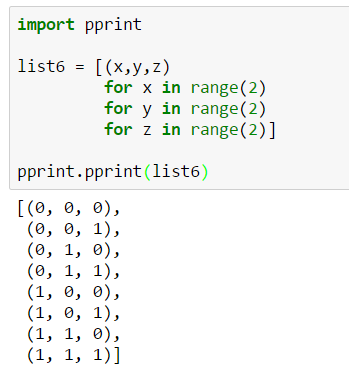 import pprint
list6 = [(x,y,z)
for x in range(2)
for y in range(2)
for z in range(2)]
pprint.pprint(list6)
[(0, 0, 0),
(0, 0, 1),
(0, 1, 0),
(0, 1, 1),
(1, 0, 0),
(1, 0, 1),
(1, 1, 0),
(1, 1, 1)]